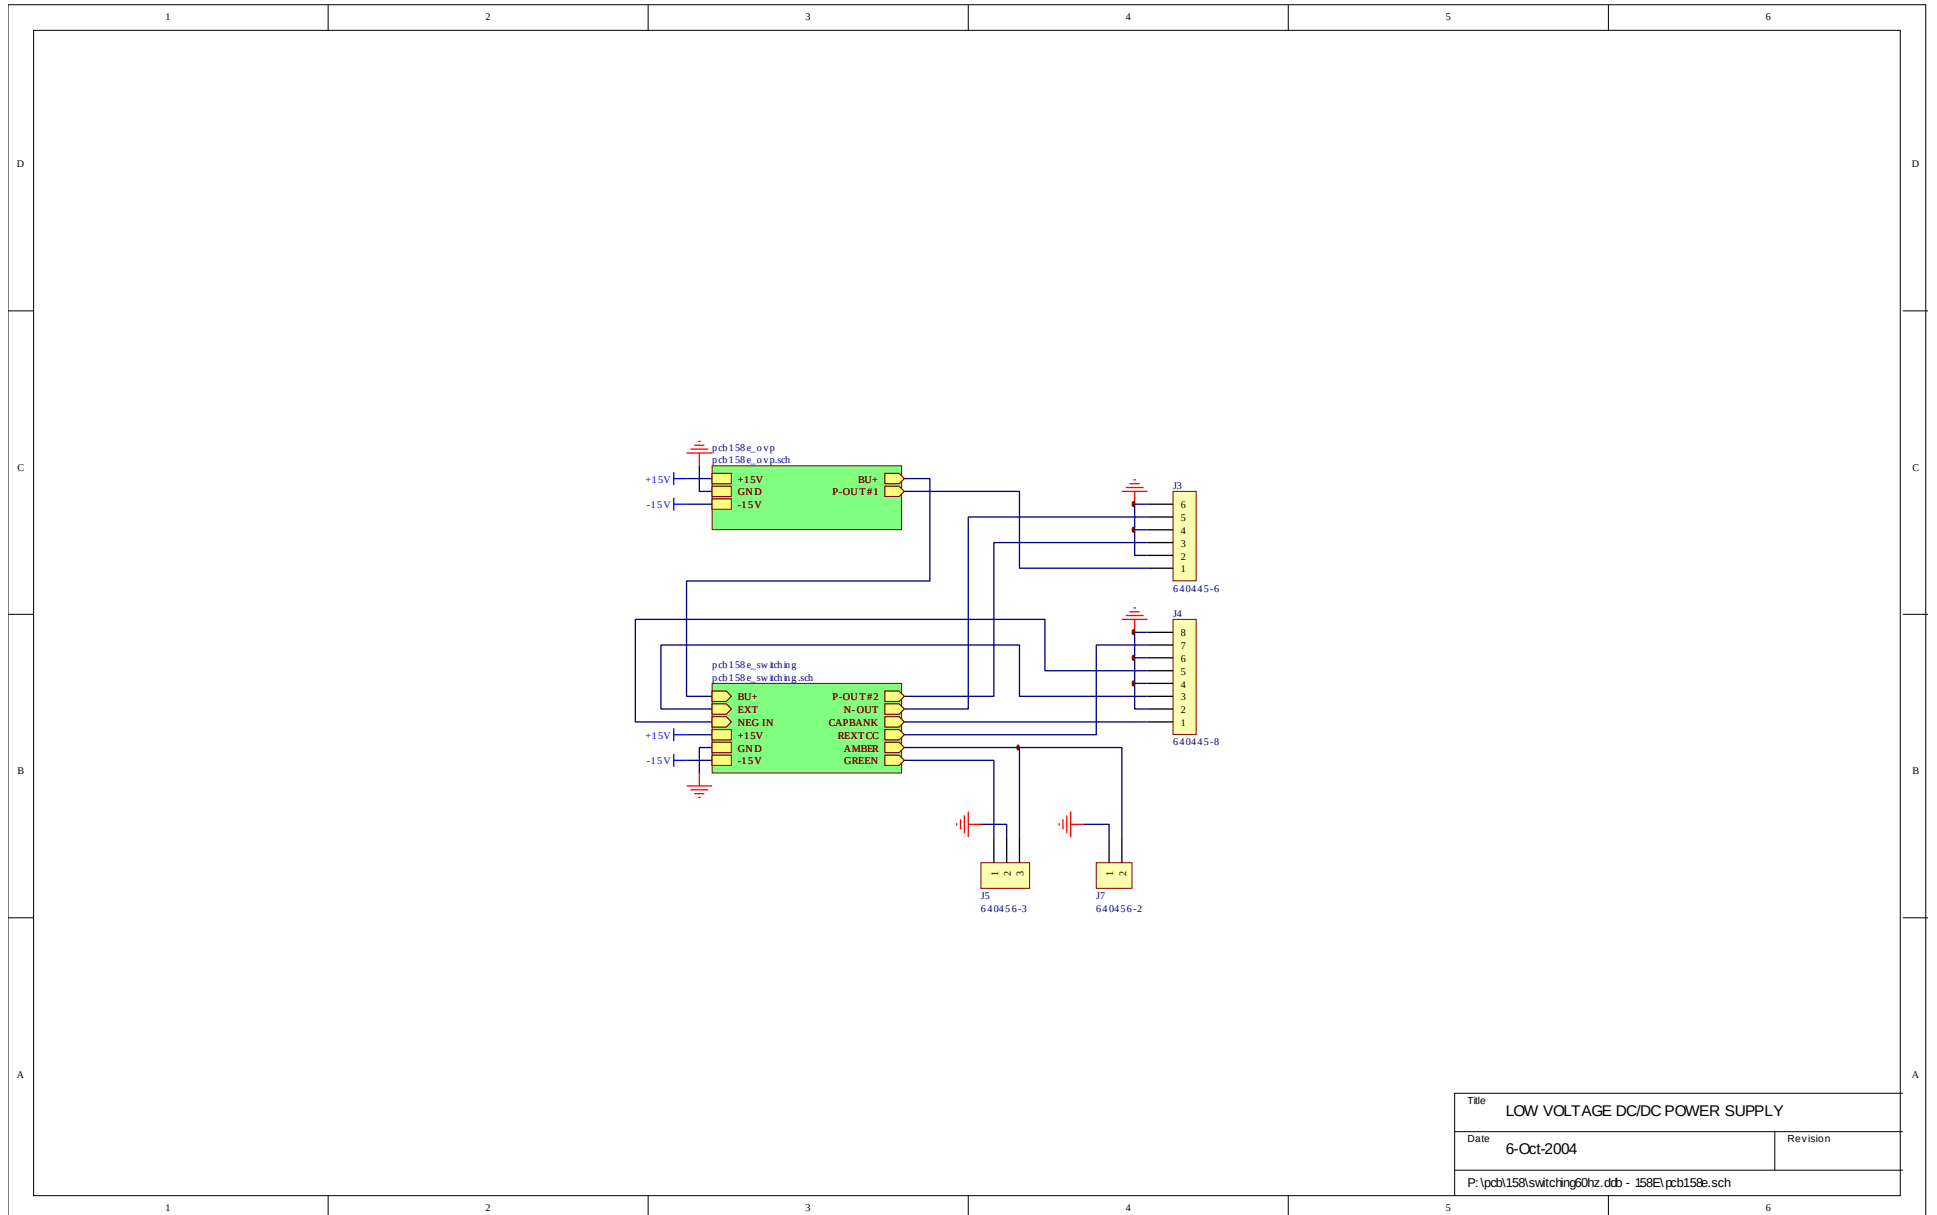 1 2 3 4 5 6
D D
C C
B B
A A
pcb158e_ovp
pcb158e_ovp.sch
+15V
-15V
+15V
GND
-15V
BU+
P-OUT#1
J3
6
5
4
3
2
1
640445-6
J4
8
7
6
5
4
3
2
1
640445-8
pcb158e_switching
pcb158e_switching.sch
+15V
-15V
BU+
EXT
NEG IN
+15V
GND
-15V
P-OUT#2
N-OUT
CAPBANK
REXTCC
AMBER
GREEN
1 2 3
J5
640456-3
1 2
J7
640456-2
Title
LOW VOLTAGE DC/DC POWER SUPPLY
Date
6-Oct-2004
Revision
P:\pcb\158\switching60hz.ddb - 158E\pcb158e.sch
1 2 3 4 5 6